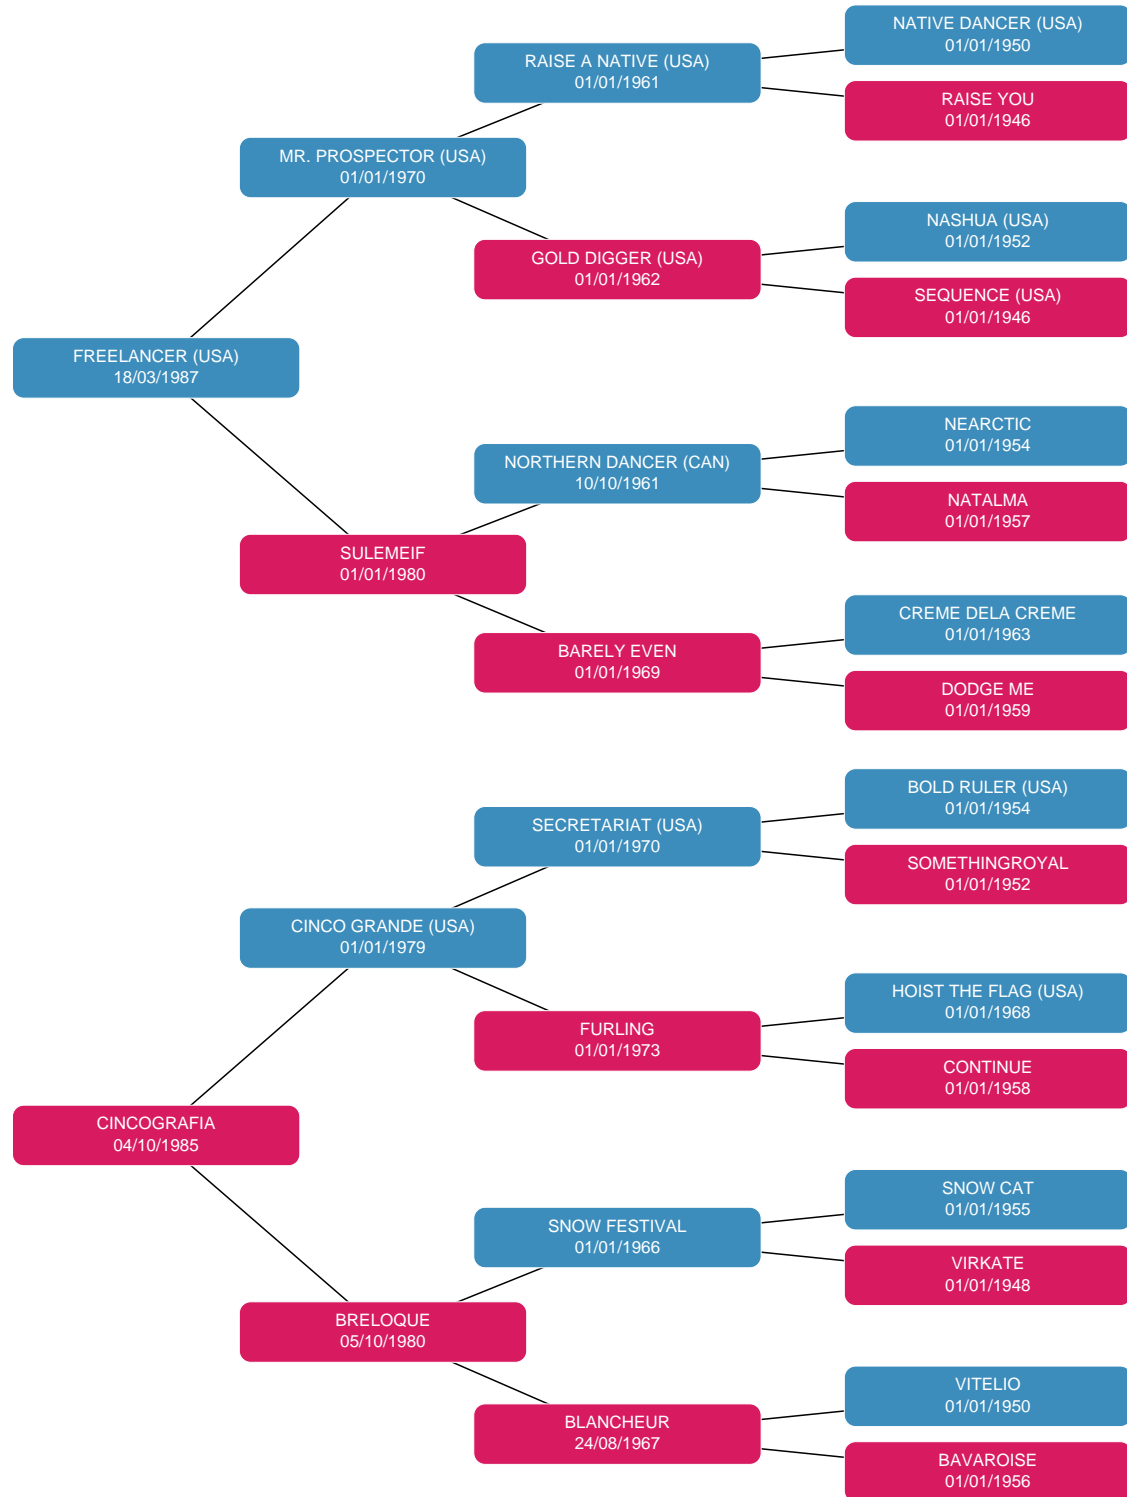 NATIVE DANCER (USA)
01/01/1950
RAISE A NATIVE (USA)
01/01/1961
RAISE YOU
01/01/1946
MR. PROSPECTOR (USA)
01/01/1970
NASHUA (USA)
01/01/1952
GOLD DIGGER (USA)
01/01/1962
SEQUENCE (USA)
01/01/1946
FREELANCER (USA)
18/03/1987
NEARCTIC
01/01/1954
NORTHERN DANCER (CAN)
10/10/1961
NATALMA
01/01/1957
SULEMEIF
01/01/1980
CREME DELA CREME
01/01/1963
BARELY EVEN
01/01/1969
DODGE ME
01/01/1959
BOLD RULER (USA)
01/01/1954
SECRETARIAT (USA)
01/01/1970
SOMETHINGROYAL
01/01/1952
CINCO GRANDE (USA)
01/01/1979
HOIST THE FLAG (USA)
01/01/1968
FURLING
01/01/1973
CONTINUE
01/01/1958
CINCOGRAFIA
04/10/1985
SNOW CAT
01/01/1955
SNOW FESTIVAL
01/01/1966
VIRKATE
01/01/1948
BRELOQUE
05/10/1980
VITELIO
01/01/1950
BLANCHEUR
24/08/1967
BAVAROISE
01/01/1956